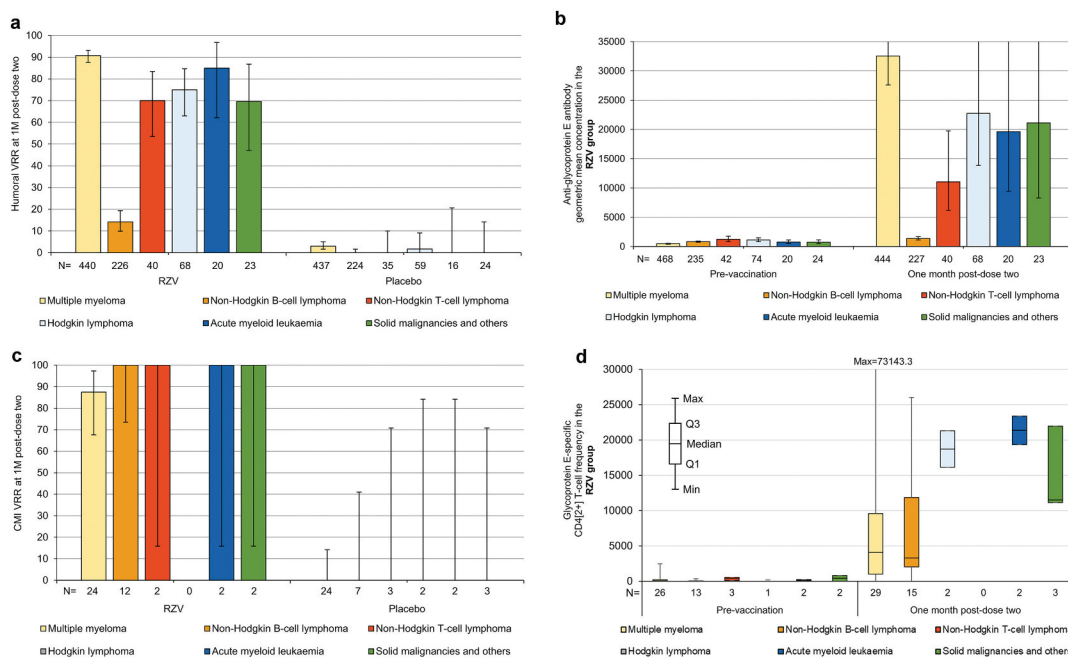 a
Humoral VRR at 1M post-dose two
100
90
80
70
60
50
40
30
20
10
0
N= 440 226 40 68 20 23 437 224 35 59 16 24
RZV Placebo
Multiple myeloma Non-Hodgkin B-cell lymphoma Non-Hodgkin T-cell lymphoma
Hodgkin lymphoma Acute myeloid leukaemia Solid malignancies and others
b
Anti-glycoprotein E antibody
geometric mean concentration in the
RZV group
35000
30000
25000
20000
15000
10000
5000
0
N= 468 235 42 74 20 24 444 227 40 68 20 23
Pre-vaccination One month post-dose two
Multiple myeloma Non-Hodgkin B-cell lymphoma Non-Hodgkin T-cell lymphoma
Hodgkin lymphoma Acute myeloid leukaemia Solid malignancies and others
c
CMI VRR at 1M post-dose two
100
90
80
70
60
50
40
30
20
10
0
N= 24 12 2 0 2 2 24 7 3 2 2 3
RZV Placebo
Multiple myeloma Non-Hodgkin B-cell lymphoma Non-Hodgkin T-cell lymphoma
Hodgkin lymphoma Acute myeloid leukaemia Solid malignancies and others
d
Max=73143.3
Glycoprotein E-specific
CD4[2+] T-cell frequency in the
RZV group
30000
25000
20000
15000
10000
5000
0
Max
Q3
Median
Q1
Min
N= 26 13 3 1 2 2 29 15 2 0 2 3
Pre-vaccination One month post-dose two
Multiple myeloma Non-Hodgkin B-cell lymphoma Non-Hodgkin T-cell lymphoma
Hodgkin lymphoma Acute myeloid leukaemia Solid malignancies and others